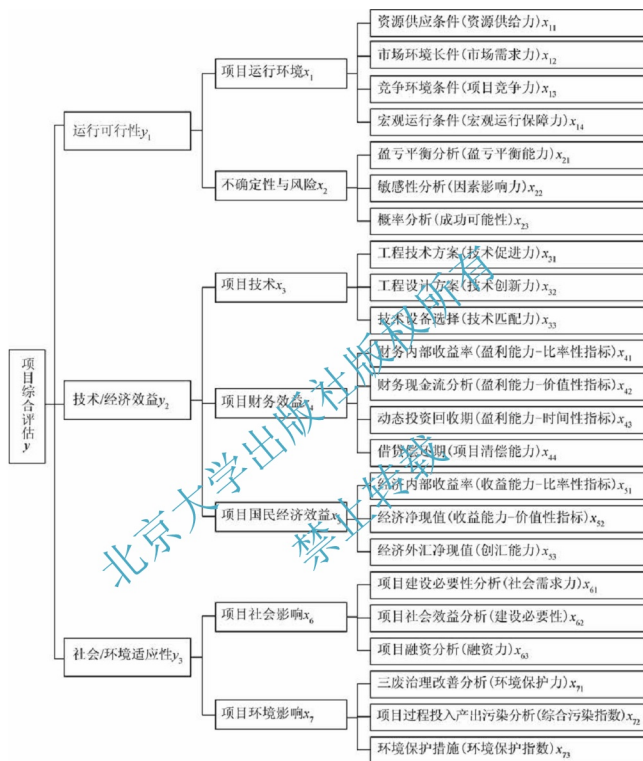 资源供应条件(资源供给力)x11
市场环境长件(市场需求力)x12
项目运行环境x1
竞争环境条件(项目竞争力)x13
宏观运行条件(宏观运行保障力)x14
运行可行性y1
盈亏平衡分析(盈亏平衡能力)x21
不确定性与风险x2
敏感性分析(因素影响力)x22
概率分析(成功可能性)x23
工程技术方案(技术促进力)x31
项目技术x3
工程设计方案(技术创新力)x32
技术设备选择(技术匹配力)x33
项目综合评估y
财务内部收益率(盈利能力-比率性指标)x41
技术/经济效益y2
项目财务效益x4
财务现金流分析(盈利能力-价值性指标)x42
动态投资回收期(盈利能力-时间性指标)x43
借贷偿还期(项目清偿能力)x44
经济内部收益率(收益能力-比率性指标)x51
项目国民经济效益x5
经济净现值(收益能力-价值性指标)x52
经济外汇净现值(创汇能力)x53
项目建设必要性分析(社会需求力)x61
项目社会影响x6
项目社会效益分析(建设必要性)x62
项目融资分析(融资力)x63
社会/环境适应性y3
三废治理改善分析(环境保护力)x71
项目环境影响x7
项目过程投入产出污染分析(综合污染指数)x72
环境保护措施(环境保护指数)x73
北京大学出版社版权所有
禁止转载